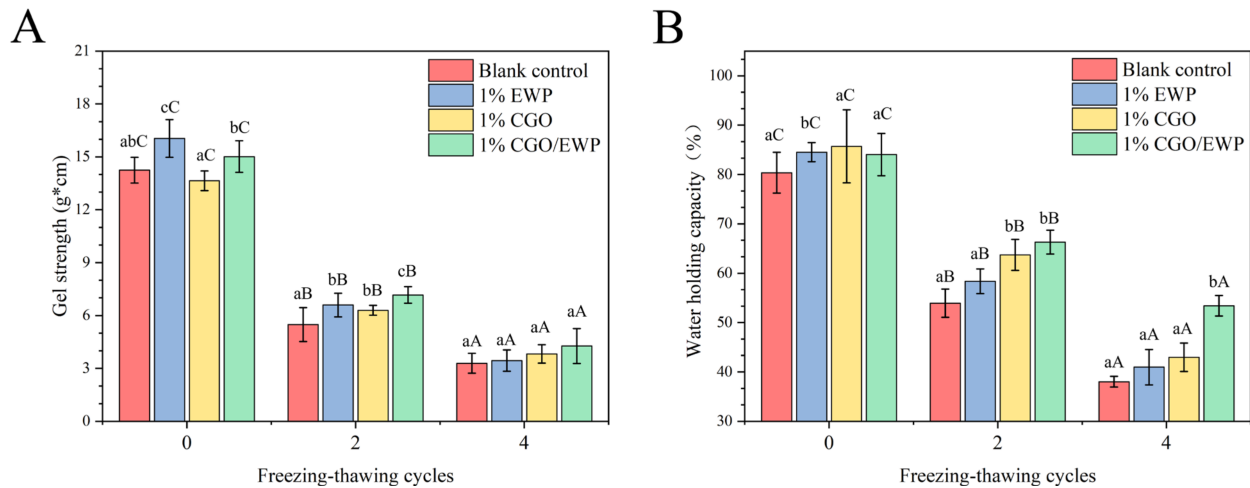 A
Gel strength (g*cm)
21
18
15
12
9
6
3
0
Blank control
1% EWP
1% CGO
1% CGO/EWP
abC
cC
aC
bC
aB
bB
bB
cB
aA
aA
aA
aA
0
2
4
Freezing-thawing cycles
B
Water holding capacity（%）
100
90
80
70
60
50
40
30
Blank control
1% EWP
1% CGO
1% CGO/EWP
aC
bC
aC
aC
aB
aB
bB
bB
aA
aA
aA
bA
0
2
4
Freezing-thawing cycles